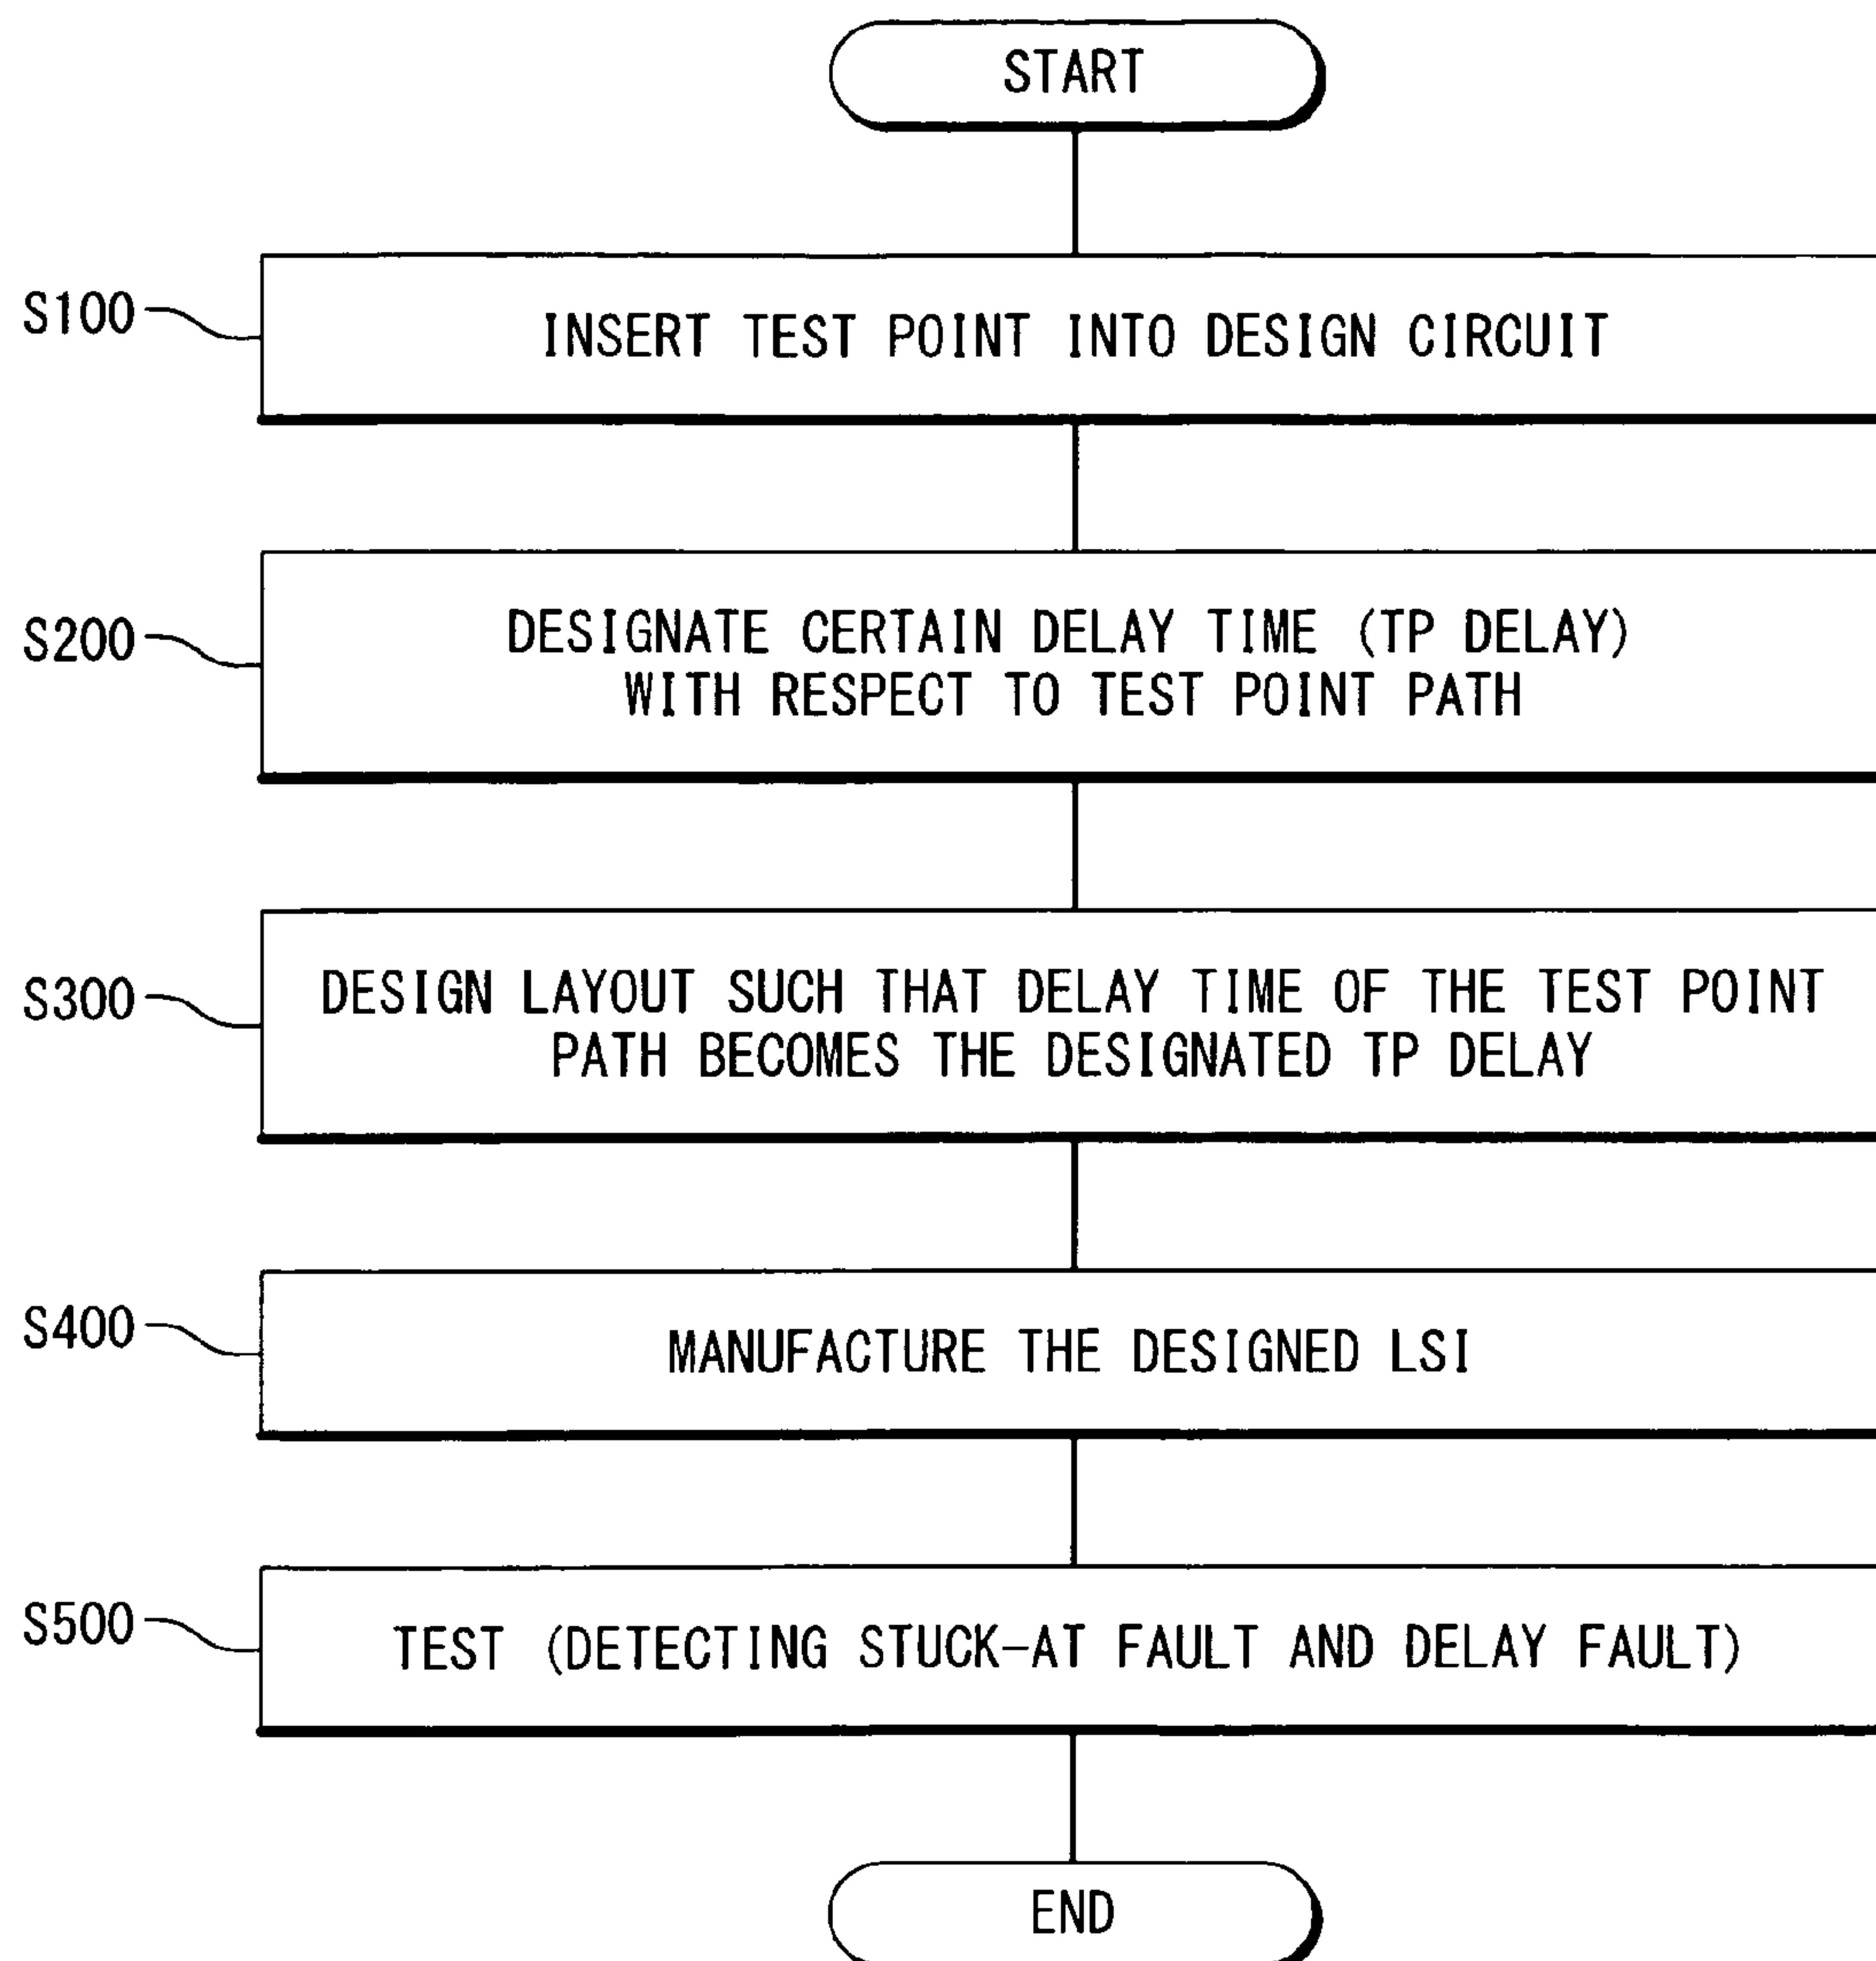 START
S100
INSERT TEST POINT INTO DESIGN CIRCUIT
S200
DESIGNATE CERTAIN DELAY TIME (TP DELAY)
WITH RESPECT TO TEST POINT PATH
S300
DESIGN LAYOUT SUCH THAT DELAY TIME OF THE TEST POINT
PATH BECOMES THE DESIGNATED TP DELAY
S400
MANUFACTURE THE DESIGNED LSI
S500
TEST (DETECTING STUCK-AT FAULT AND DELAY FAULT)
END